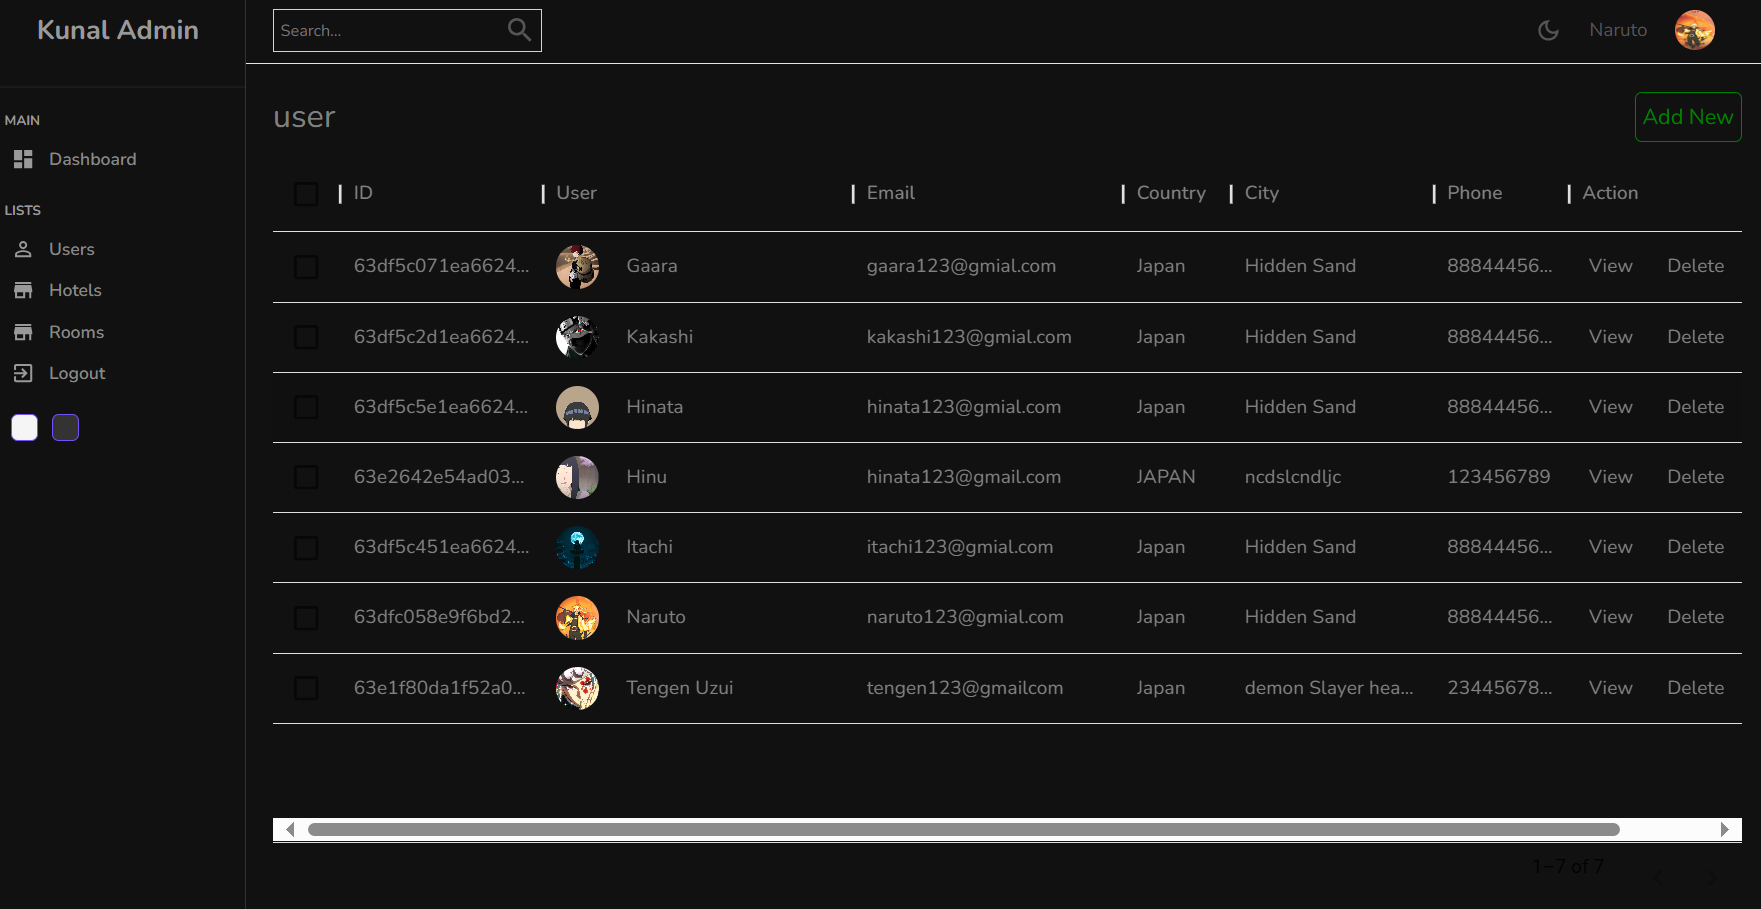 Kunal Admin
Search...
Naruto
MAIN
Dashboard
LISTS
Users
Hotels
Rooms
Logout
user
Add New
ID User Email Country City Phone Action
63df5c071ea6624... Gaara gaara123@gmial.com Japan Hidden Sand 88844456... View Delete
63df5c2d1ea6624... Kakashi kakashi123@gmial.com Japan Hidden Sand 88844456... View Delete
63df5c5e1ea6624... Hinata hinata123@gmial.com Japan Hidden Sand 88844456... View Delete
63e2642e54ad03... Hinu hinata123@gmail.com JAPAN ncdslcndljc 123456789 View Delete
63df5c451ea6624... Itachi itachi123@gmial.com Japan Hidden Sand 88844456... View Delete
63dfc058e9f6bd2... Naruto naruto123@gmial.com Japan Hidden Sand 88844456... View Delete
63e1f80da1f52a0... Tengen Uzui tengen123@gmailcom Japan demon Slayer hea... 23445678... View Delete
1–7 of 7